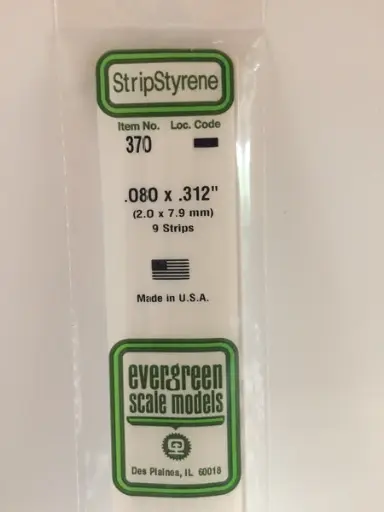 StripStyrene
Item No. Loc. Code
370
.080 x .312"
(2.0 x 7.9 mm)
9 Strips
Made in U.S.A.
evergreen
scale models
Des Plaines, IL 60018